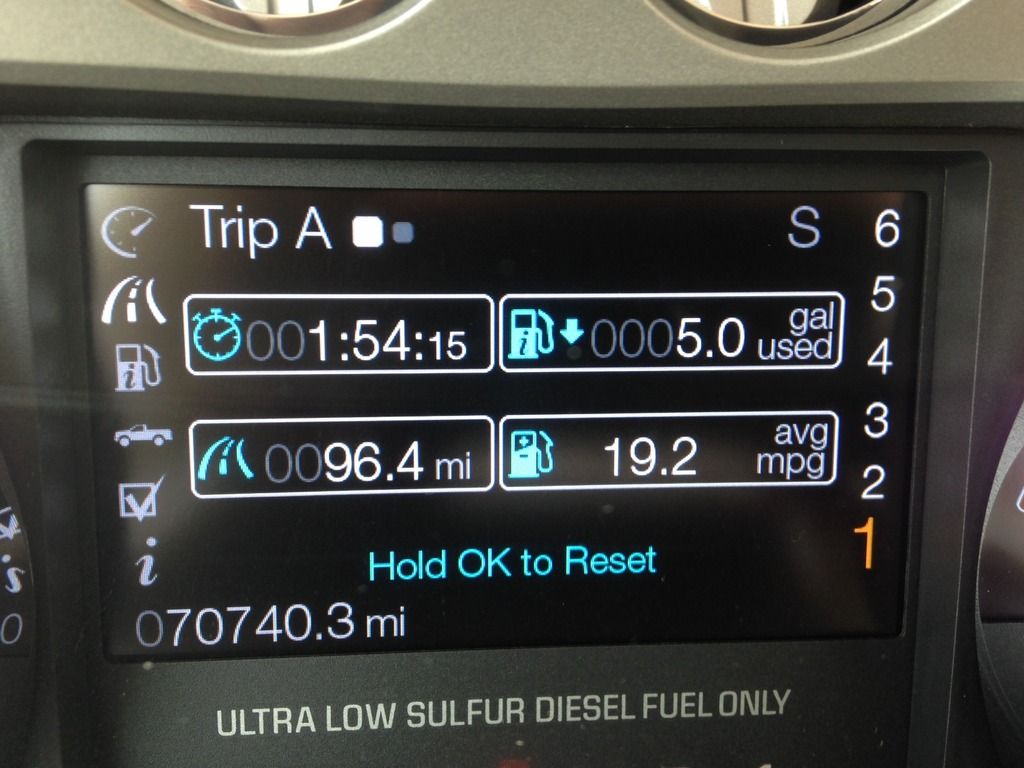 Trip A
S
6
5
4
3
2
1
001:54:15
0005.0 gal used
0096.4 mi
19.2 avg mpg
Hold OK to Reset
070740.3 mi
ULTRA LOW SULFUR DIESEL FUEL ONLY